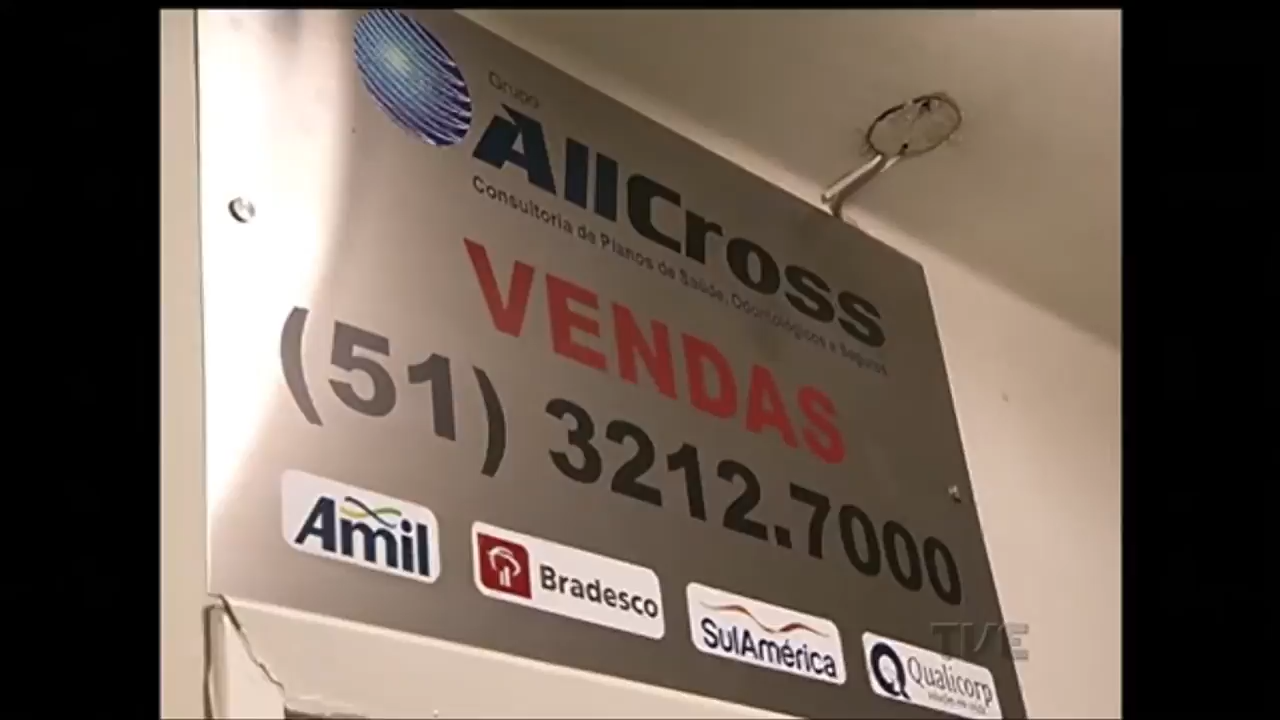 Grupo
AllCross
Consultoria de Planos de Saúde, Odontológicos e Seguros
VENDAS
(51) 3212.7000
Amil
Bradesco
SulAmérica
Qualicorp
TVE